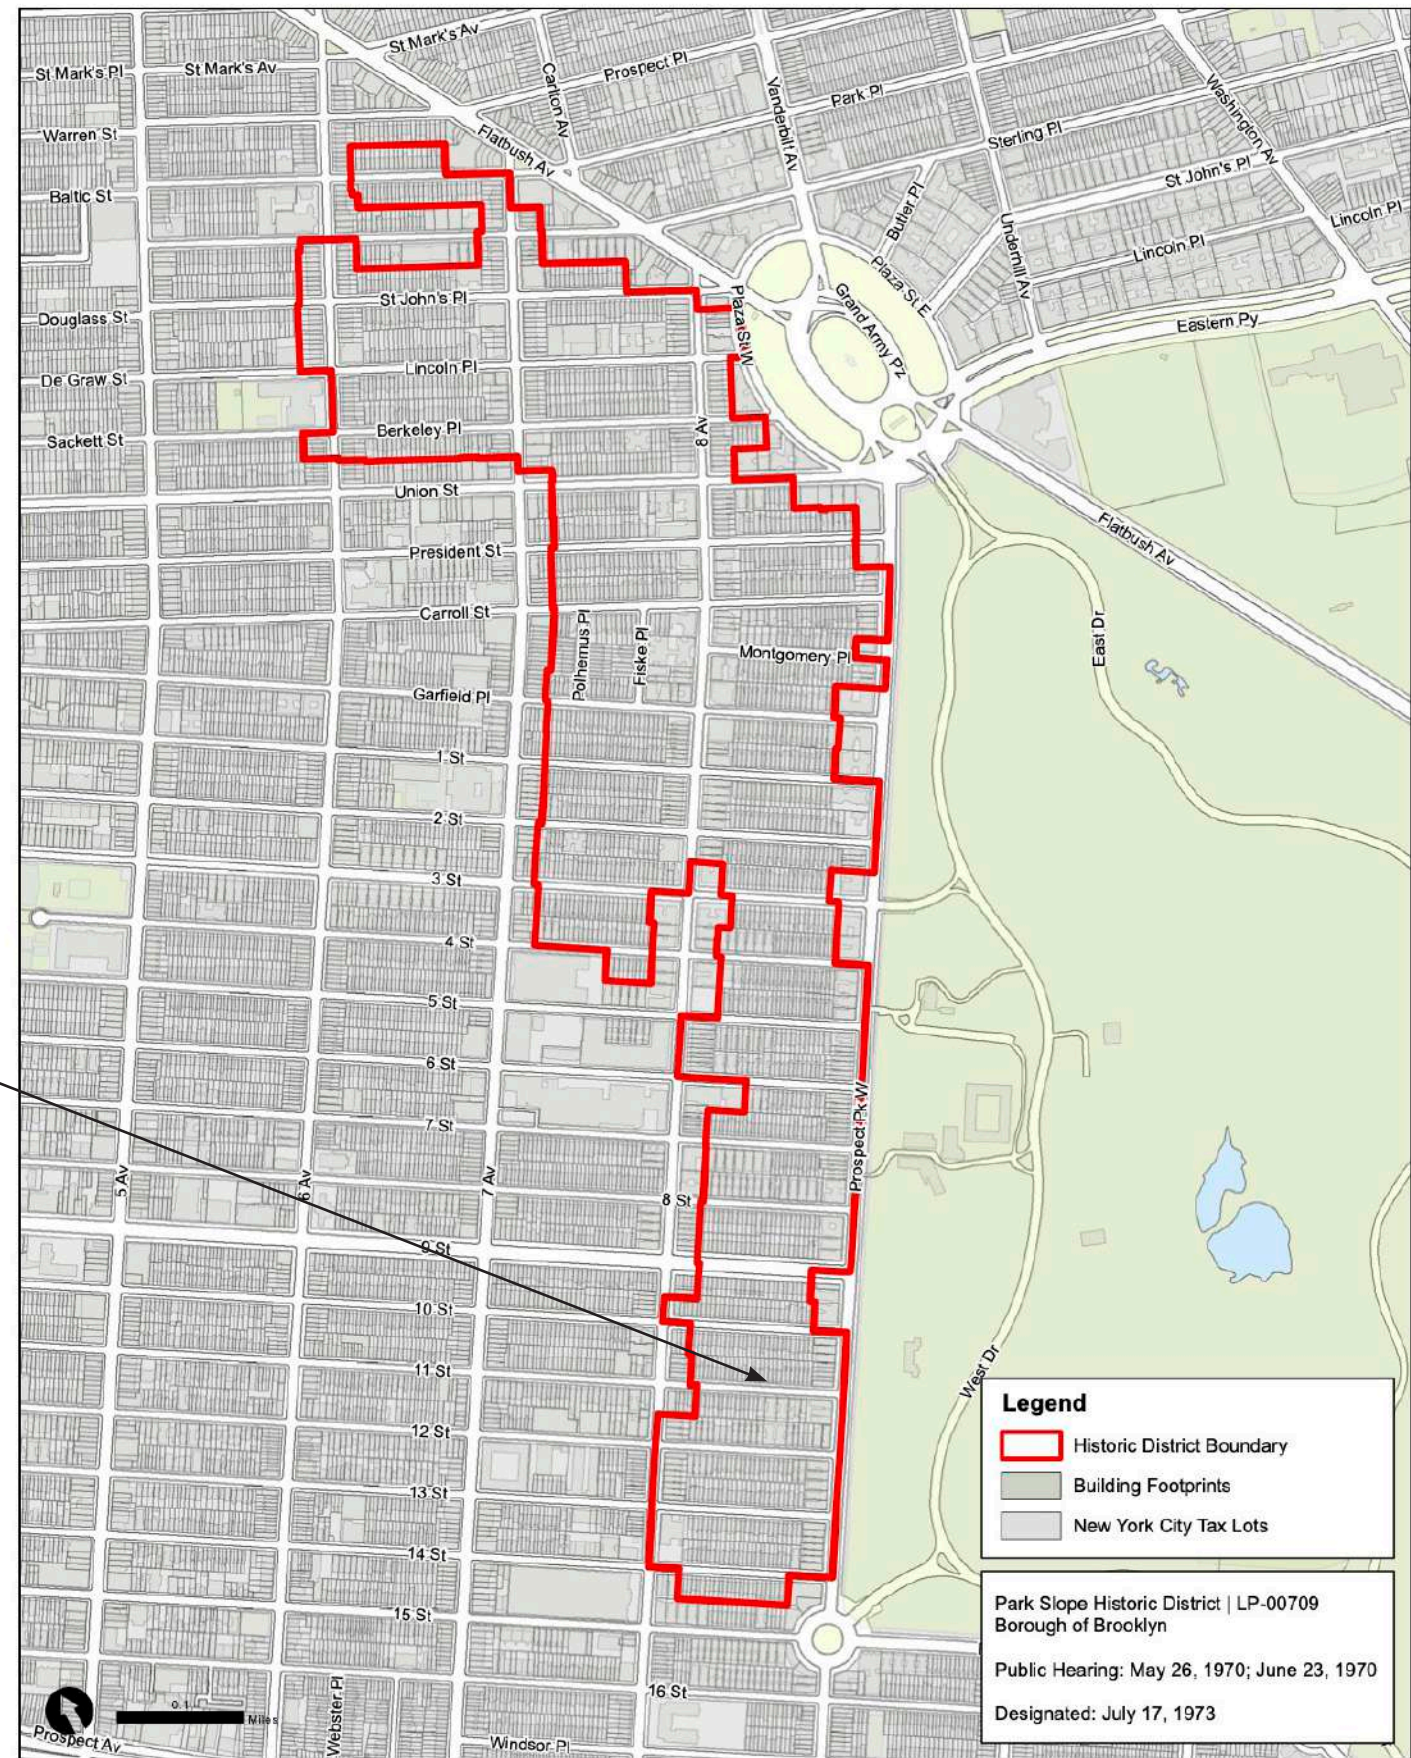 St Mark's Av
St Mark's Pl
St Mark's Av
Carlton Av
Prospect Pl
Vanderbilt Av
Park Pl
Washington Av
Warren St
Flatbush Av
Sterling Pl
St John's Pl
Baltic St
Butler Pl
Underhill Av
Lincoln Pl
Lincoln Pl
Plaza St E
St John's Pl
Plaza St W
Grand Army Pz
Douglass St
Eastern Py
Lincoln Pl
De Graw St
Berkeley Pl
8 Av
Sackett St
Union St
President St
Flatbush Av
Carroll St
Polhemus Pl
Fiske Pl
Montgomery Pl
East Dr
Garfield Pl
1 St
2 St
3 St
4 St
5 St
6 St
7 St
Prospect Pk W
5 Av
6 Av
7 Av
8 St
9 St
10 St
11 St
West Dr
12 St
13 St
14 St
15 St
16 St
Webster Pl
Windsor Pl
Prospect Av
0.1
Miles
Legend
Historic District Boundary
Building Footprints
New York City Tax Lots
Park Slope Historic District | LP-00709
Borough of Brooklyn
Public Hearing: May 26, 1970; June 23, 1970
Designated: July 17, 1973